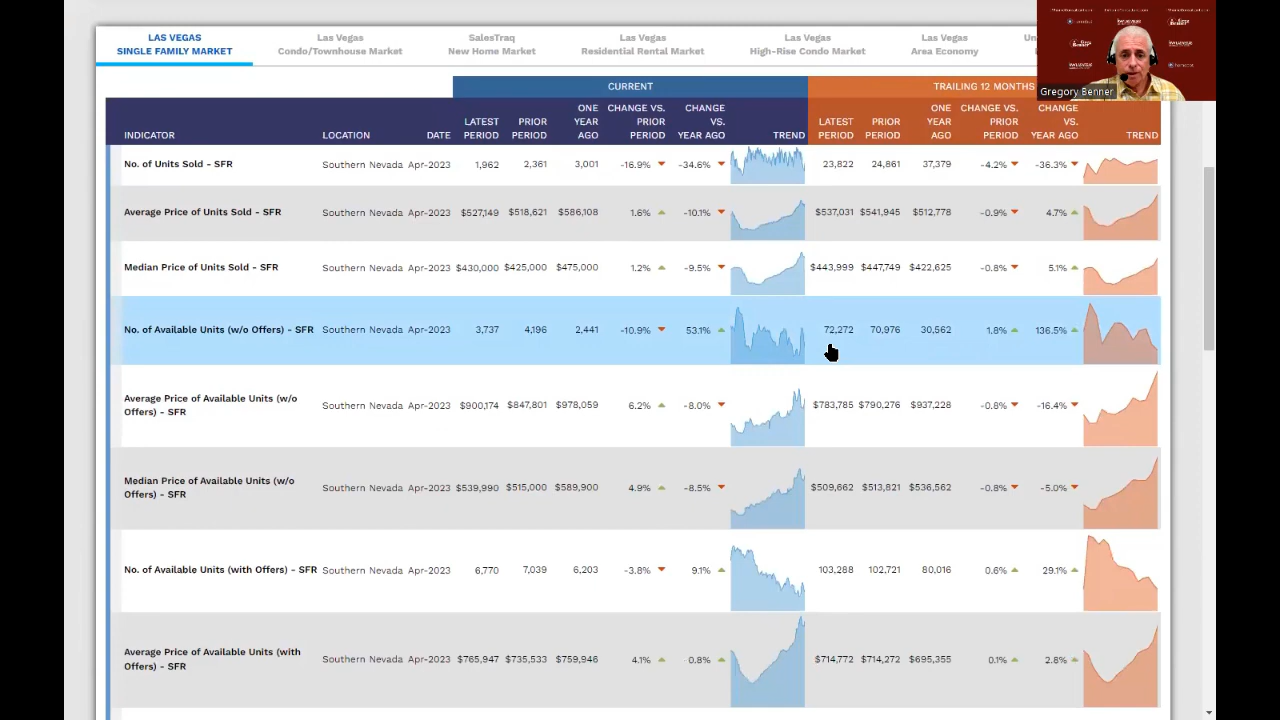 LAS VEGAS
SINGLE FAMILY MARKET
Las Vegas
Condo/Townhouse Market
SalesTraq
New Home Market
Las Vegas
Residential Rental Market
Las Vegas
High-Rise Condo Market
Las Vegas
Area Economy
Gregory Benner
CURRENT
TRAILING 12 MONTHS
INDICATOR LOCATION DATE LATEST PERIOD PRIOR PERIOD ONE YEAR AGO CHANGE VS. PRIOR PERIOD CHANGE VS. YEAR AGO TREND LATEST PERIOD PRIOR PERIOD ONE YEAR AGO CHANGE VS. PRIOR PERIOD CHANGE VS. YEAR AGO TREND
No. of Units Sold - SFR Southern Nevada Apr-2023 1,962 2,361 3,001 -16.9% -34.6% 23,822 24,861 37,379 -4.2% -36.3%
Average Price of Units Sold - SFR Southern Nevada Apr-2023 $527,149 $518,621 $586,108 1.6% -10.1% $537,031 $541,945 $512,778 -0.9% 4.7%
Median Price of Units Sold - SFR Southern Nevada Apr-2023 $430,000 $425,000 $475,000 1.2% -9.5% $443,999 $447,749 $422,625 -0.8% 5.1%
No. of Available Units (w/o Offers) - SFR Southern Nevada Apr-2023 3,737 4,196 2,441 -10.9% 53.1% 72,272 70,976 30,562 1.8% 136.5%
Average Price of Available Units (w/o
Offers) - SFR Southern Nevada Apr-2023 $900,174 $847,801 $978,059 6.2% -8.0% $783,785 $790,276 $937,228 -0.8% -16.4%
Median Price of Available Units (w/o
Offers) - SFR Southern Nevada Apr-2023 $539,990 $515,000 $589,900 4.9% -8.5% $509,662 $513,821 $536,562 -0.8% -5.0%
No. of Available Units (with Offers) - SFR Southern Nevada Apr-2023 6,770 7,039 6,203 -3.8% 9.1% 103,288 102,721 80,016 0.6% 29.1%
Average Price of Available Units (with
Offers) - SFR Southern Nevada Apr-2023 $765,947 $735,533 $759,946 4.1% 0.8% $714,772 $714,272 $695,355 0.1% 2.8%